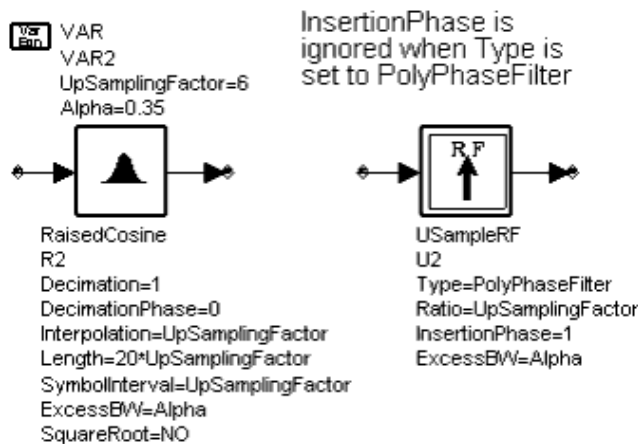 Var
Eqn
VAR
VAR2
UpSamplingFactor=6
Alpha=0.35
InsertionPhase is
ignored when Type is
set to PolyPhaseFilter
RaisedCosine
R2
Decimation=1
DecimationPhase=0
Interpolation=UpSamplingFactor
Length=20*UpSamplingFactor
SymbolInterval=UpSamplingFactor
ExcessBW=Alpha
SquareRoot=NO
RF
USampleRF
U2
Type=PolyPhaseFilter
Ratio=UpSamplingFactor
InsertionPhase=1
ExcessBW=Alpha